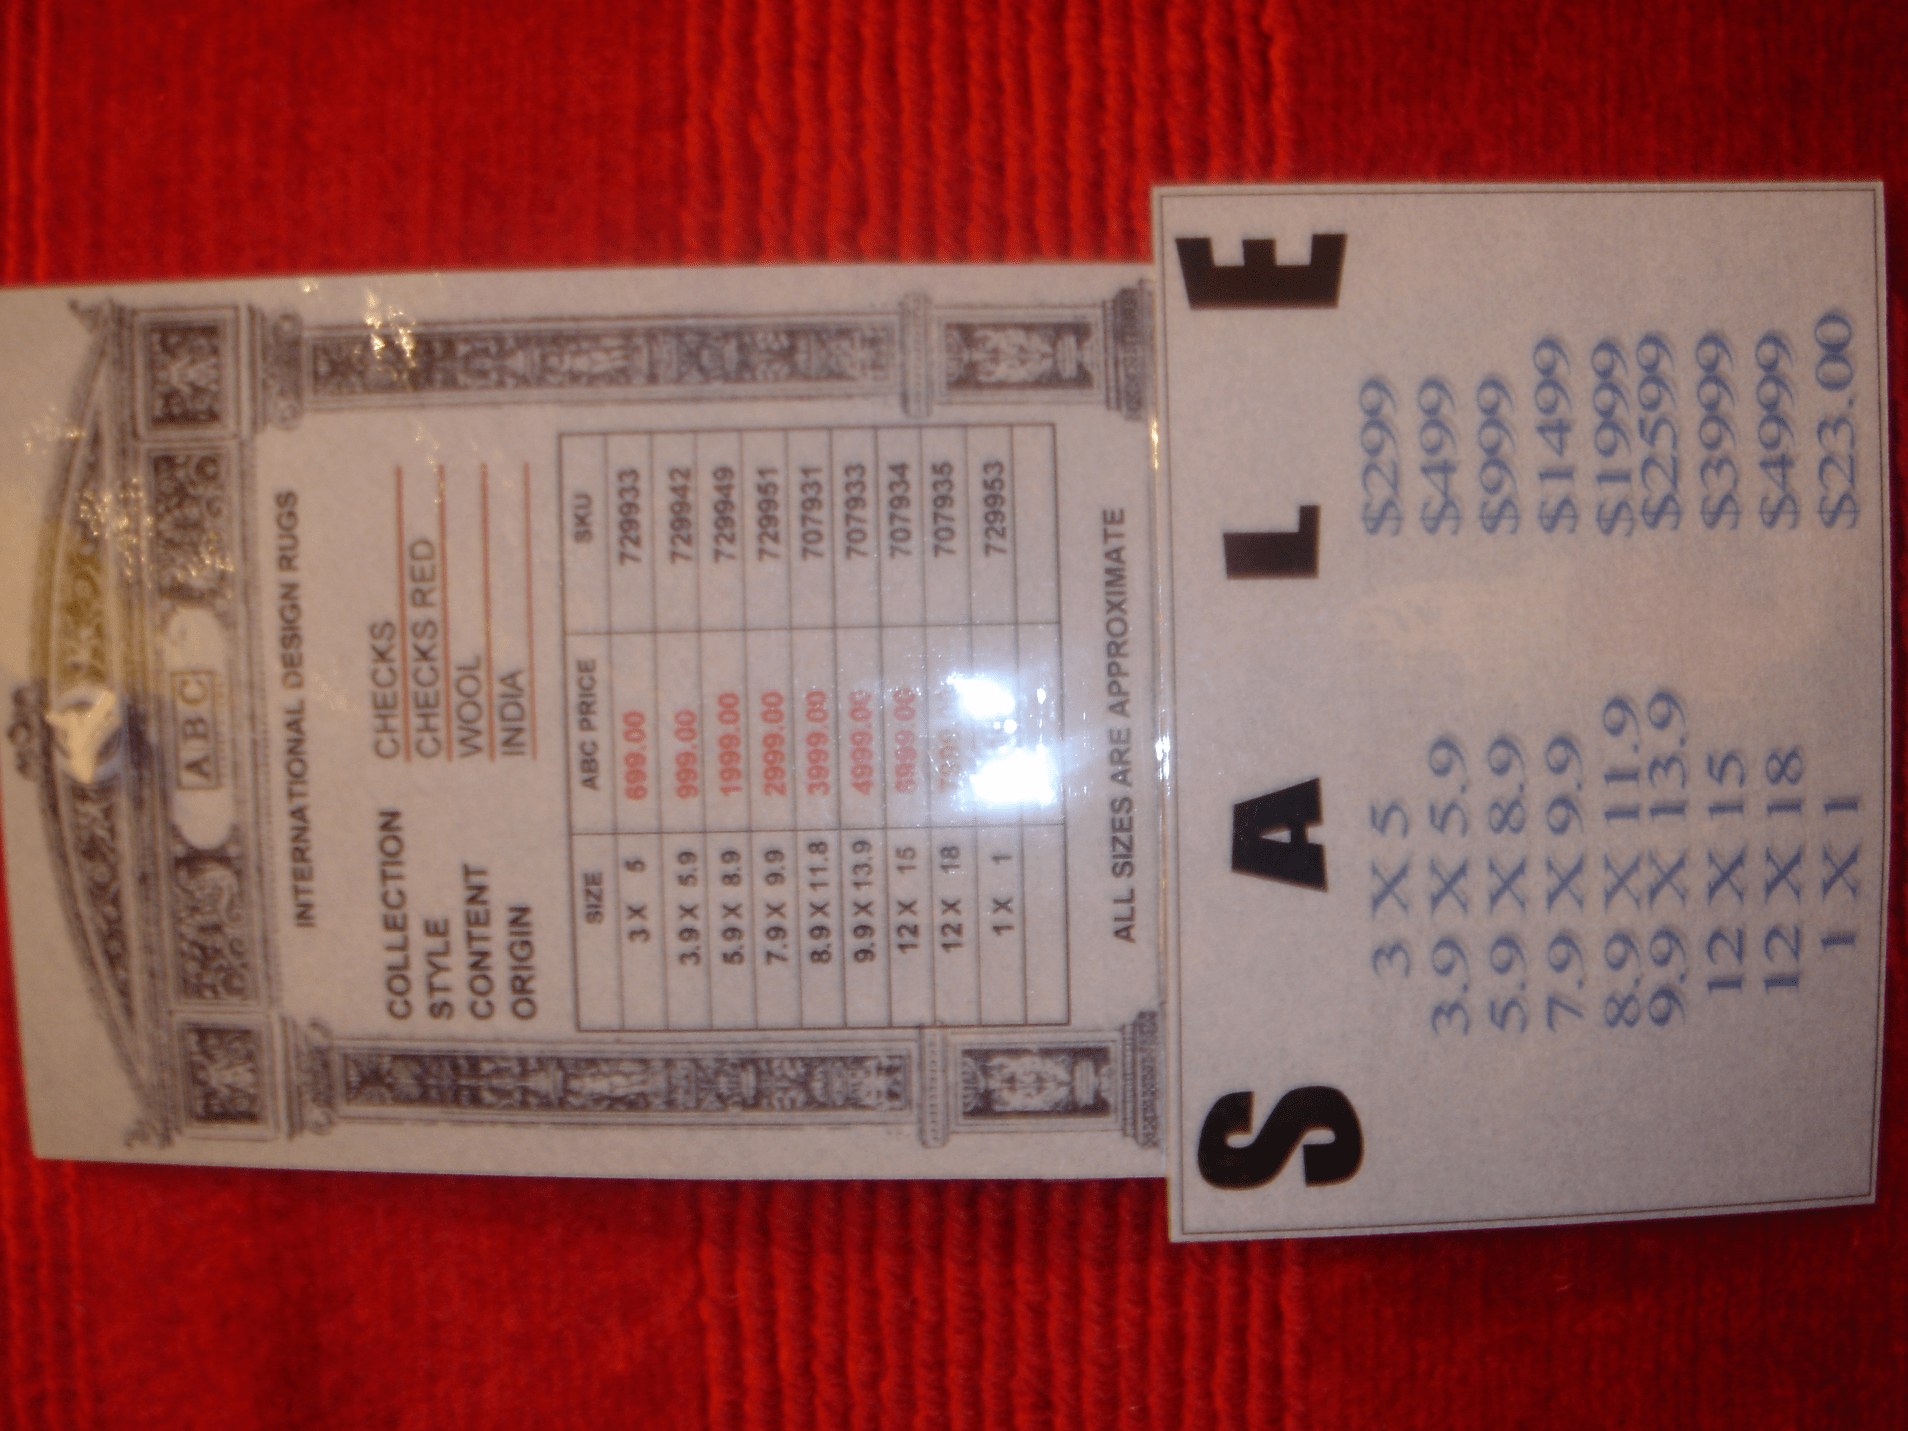 ABC
INTERNATIONAL DESIGN RUGS
COLLECTION CHECKS
STYLE CHECKS RED
CONTENT WOOL
ORIGIN INDIA
SIZE ABC PRICE SKU
3 X 5 699.00 729933
3.9 X 5.9 999.00 729942
5.9 X 8.9 1999.00 729949
7.9 X 9.9 2999.00 729951
8.9 X 11.8 3999.00 707931
9.9 X 13.9 4999.00 707933
12 X 15 707934
12 X 18 707935
1 X 1 729953
ALL SIZES ARE APPROXIMATE
SALE
3 X 5 $299
3.9 X 5.9 $499
5.9 X 8.9 $999
7.9 X 9.9 $1499
8.9 X 11.9 $1999
9.9 X 13.9 $2599
12 X 15 $3999
12 X 18 $4999
1 X 1 $23.00